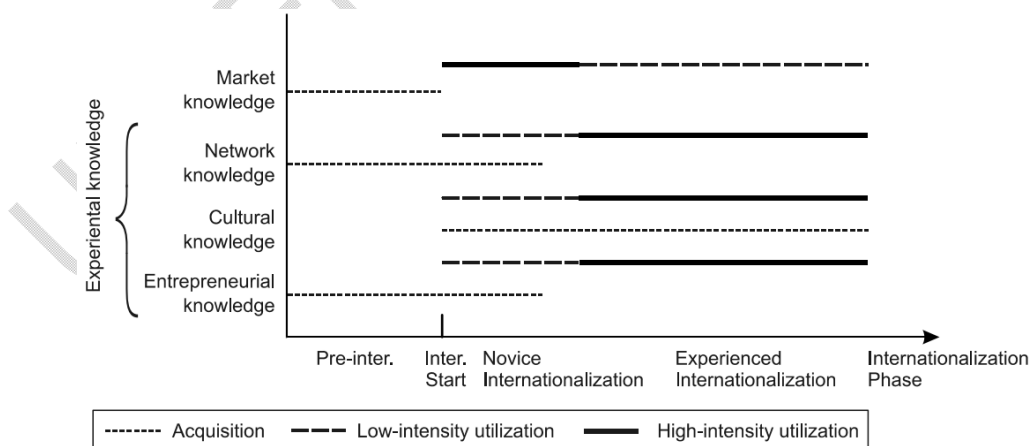 Market
knowledge
Experiential knowledge
Network
knowledge
Cultural
knowledge
Entrepreneurial
knowledge
Pre-inter.
Inter.
Start
Novice
Internationalization
Experienced
Internationalization
Internationalization
Phase
Acquisition
Low-intensity utilization
High-intensity utilization